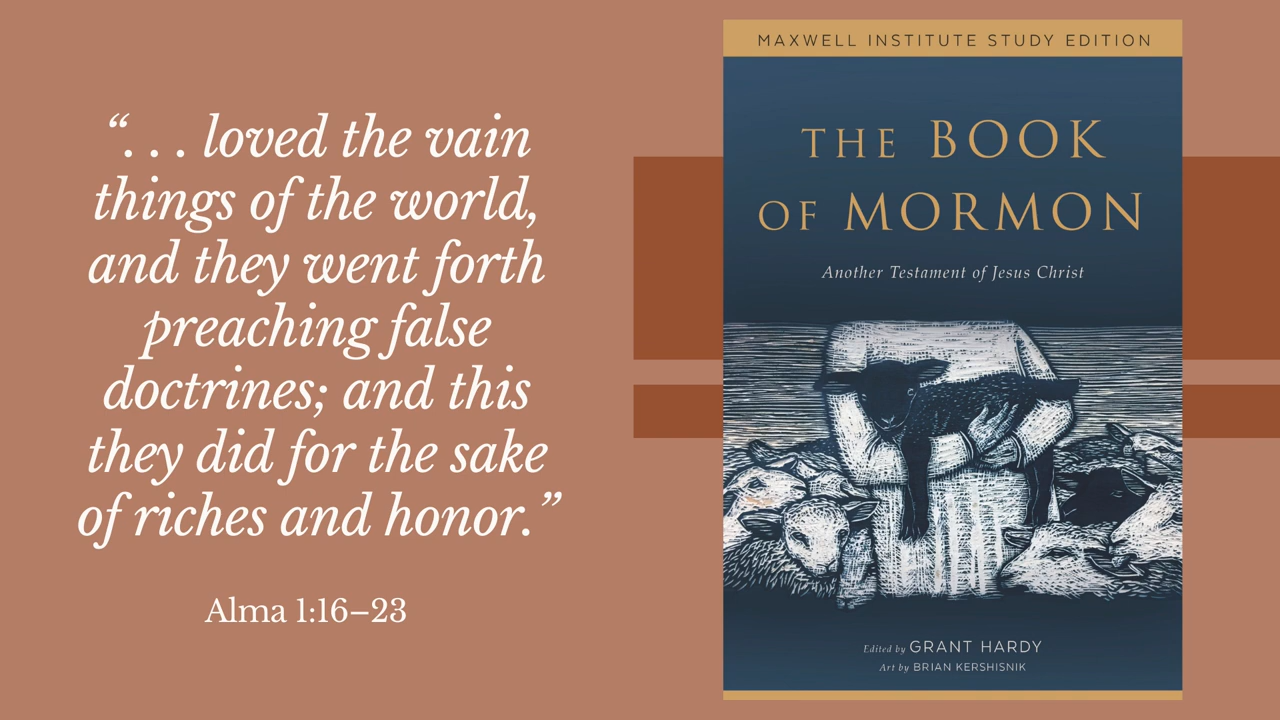 “. . . loved the vain
things of the world,
and they went forth
preaching false
doctrines; and this
they did for the sake
of riches and honor.”
Alma 1:16–23
MAXWELL INSTITUTE STUDY EDITION
THE BOOK
OF MORMON
Another Testament of Jesus Christ
Edited by GRANT HARDY
Art by BRIAN KERSHISNIK